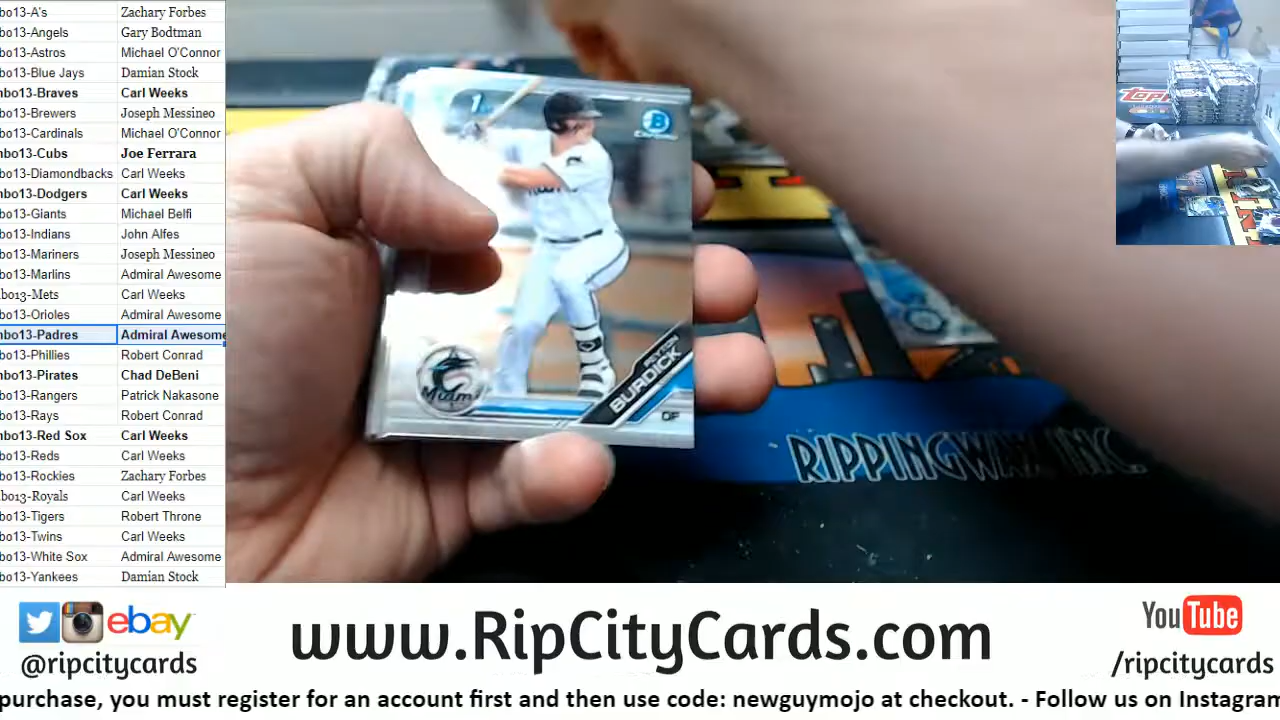 bo13-A's Zachary Forbes
bo13-Angels Gary Bodtman
bo13-Astros Michael O'Connor
bo13-Blue Jays Damian Stock
nbo13-Braves Carl Weeks
bo13-Brewers Joseph Messineo
bo13-Cardinals Michael O'Connor
nbo13-Cubs Joe Ferrara
bo13-Diamondbacks Carl Weeks
nbo13-Dodgers Carl Weeks
bo13-Giants Michael Belfi
bo13-Indians John Alfes
bo13-Mariners Joseph Messineo
bo13-Marlins Admiral Awesome
bo13-Mets Carl Weeks
bo13-Orioles Admiral Awesome
nbo13-Padres Admiral Awesome
bo13-Phillies Robert Conrad
nbo13-Pirates Chad DeBeni
bo13-Rangers Patrick Nakasone
bo13-Rays Robert Conrad
nbo13-Red Sox Carl Weeks
bo13-Reds Carl Weeks
bo13-Rockies Zachary Forbes
bo13-Royals Carl Weeks
bo13-Tigers Robert Throne
bo13-Twins Carl Weeks
bo13-White Sox Admiral Awesome
bo13-Yankees Damian Stock
1st
B
Chrome
Miami
PEYTON
BURDICK
OF
RIPPINGWAX INC.
TOPPS
ebay
@ripcitycards
www.RipCityCards.com
YouTube
/ripcitycards
purchase, you must register for an account first and then use code: newguymojo at checkout. - Follow us on Instagram